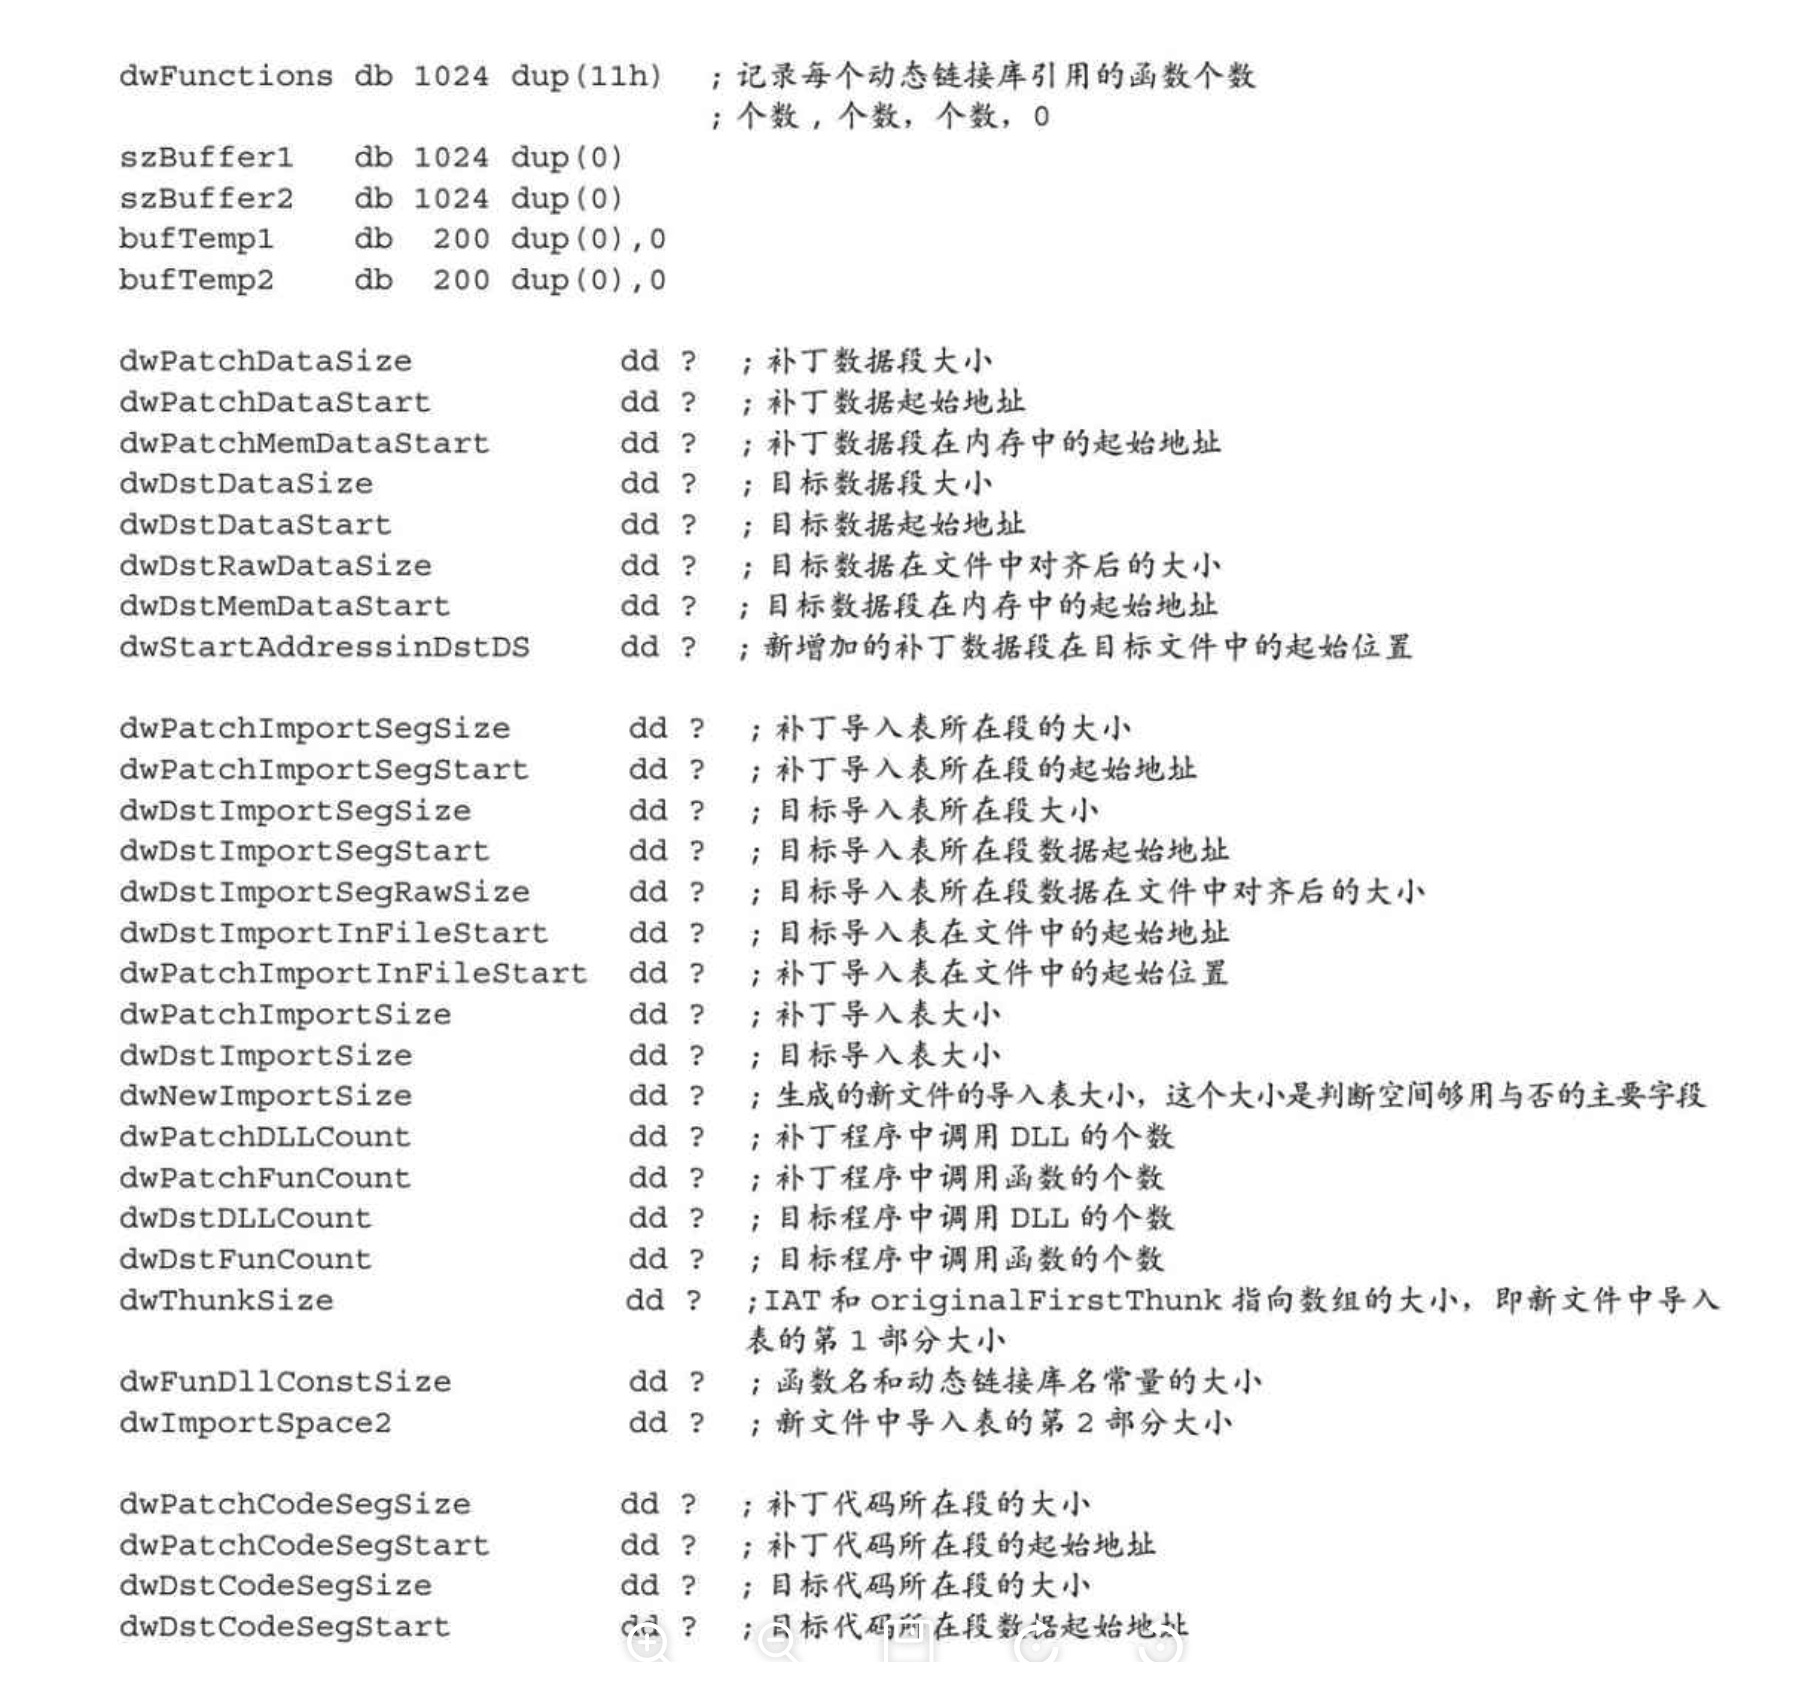 dwFunctions db 1024 dup(11h) ;记录每个动态链接库引用的函数个数
;个数,个数,个数,0
szBuffer1 db 1024 dup(0)
szBuffer2 db 1024 dup(0)
bufTemp1 db 200 dup(0),0
bufTemp2 db 200 dup(0),0
dwPatchDataSize dd ? ;补丁数据段大小
dwPatchDataStart dd ? ;补丁数据起始地址
dwPatchMemDataStart dd ? ;补丁数据段在内存中的起始地址
dwDstDataSize dd ? ;目标数据段大小
dwDstDataStart dd ? ;目标数据起始地址
dwDstRawDataSize dd ? ;目标数据在文件中对齐后的大小
dwDstMemDataStart dd ? ;目标数据段在内存中的起始地址
dwStartAddressinDstDS dd ? ;新增加的补丁数据段在目标文件中的起始位置
dwPatchImportSegSize dd ? ;补丁导入表所在段的大小
dwPatchImportSegStart dd ? ;补丁导入表所在段的起始地址
dwDstImportSegSize dd ? ;目标导入表所在段大小
dwDstImportSegStart dd ? ;目标导入表所在段数据起始地址
dwDstImportSegRawSize dd ? ;目标导入表所在段数据在文件中对齐后的大小
dwDstImportInFileStart dd ? ;目标导入表在文件中的起始地址
dwPatchImportInFileStart dd ? ;补丁导入表在文件中的起始位置
dwPatchImportSize dd ? ;补丁导入表大小
dwDstImportSize dd ? ;目标导入表大小
dwNewImportSize dd ? ;生成的新文件的导入表大小，这个大小是判断空间够用与否的主要字段
dwPatchDLLCount dd ? ;补丁程序中调用 DLL 的个数
dwPatchFunCount dd ? ;补丁程序中调用函数的个数
dwDstDLLCount dd ? ;目标程序中调用 DLL 的个数
dwDstFunCount dd ? ;目标程序中调用函数的个数
dwThunkSize dd ? ;IAT 和 originalFirstThunk 指向数组的大小，即新文件中导入
表的第 1 部分大小
dwFunDllConstSize dd ? ;函数名和动态链接库名常量的大小
dwImportSpace2 dd ? ;新文件中导入表的第 2 部分大小
dwPatchCodeSegSize dd ? ;补丁代码所在段的大小
dwPatchCodeSegStart dd ? ;补丁代码所在段的起始地址
dwDstCodeSegSize dd ? ;目标代码所在段的大小
dwDstCodeSegStart dd ? ;目标代码所在段数据起始地址